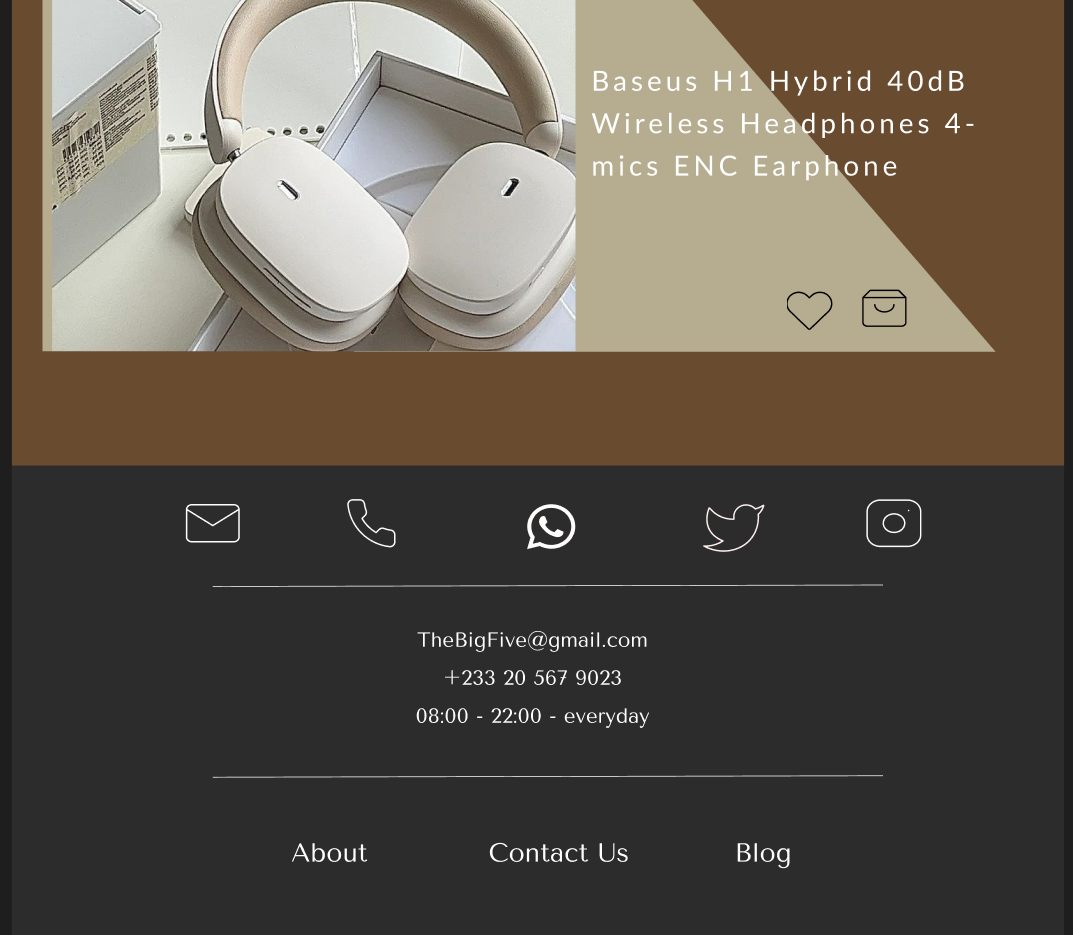 Baseus H1 Hybrid 40dB
Wireless Headphones 4-
mics ENC Earphone
TheBigFive@gmail.com
+233 20 567 9023
08:00 - 22:00 - everyday
About
Contact Us
Blog